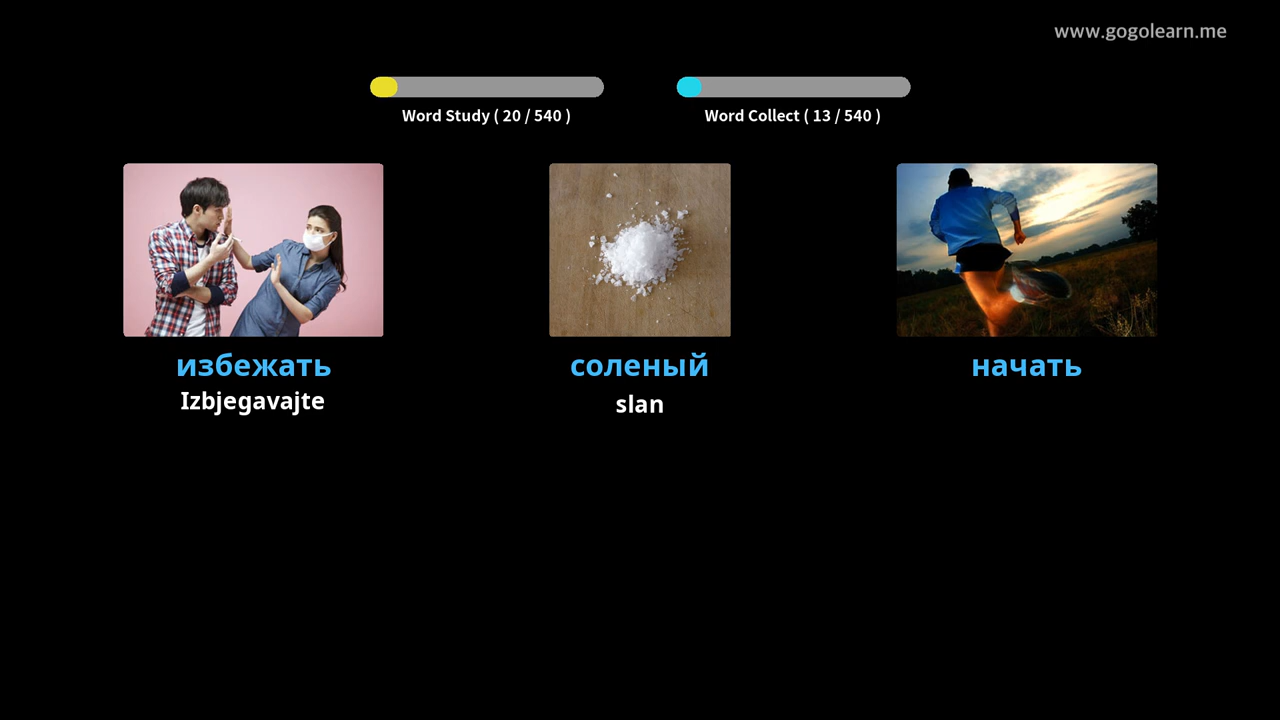 www.gogolearn.me
Word Study ( 20 / 540 )
Word Collect ( 13 / 540 )
избежать
Izbjegavajte
соленый
slan
начать